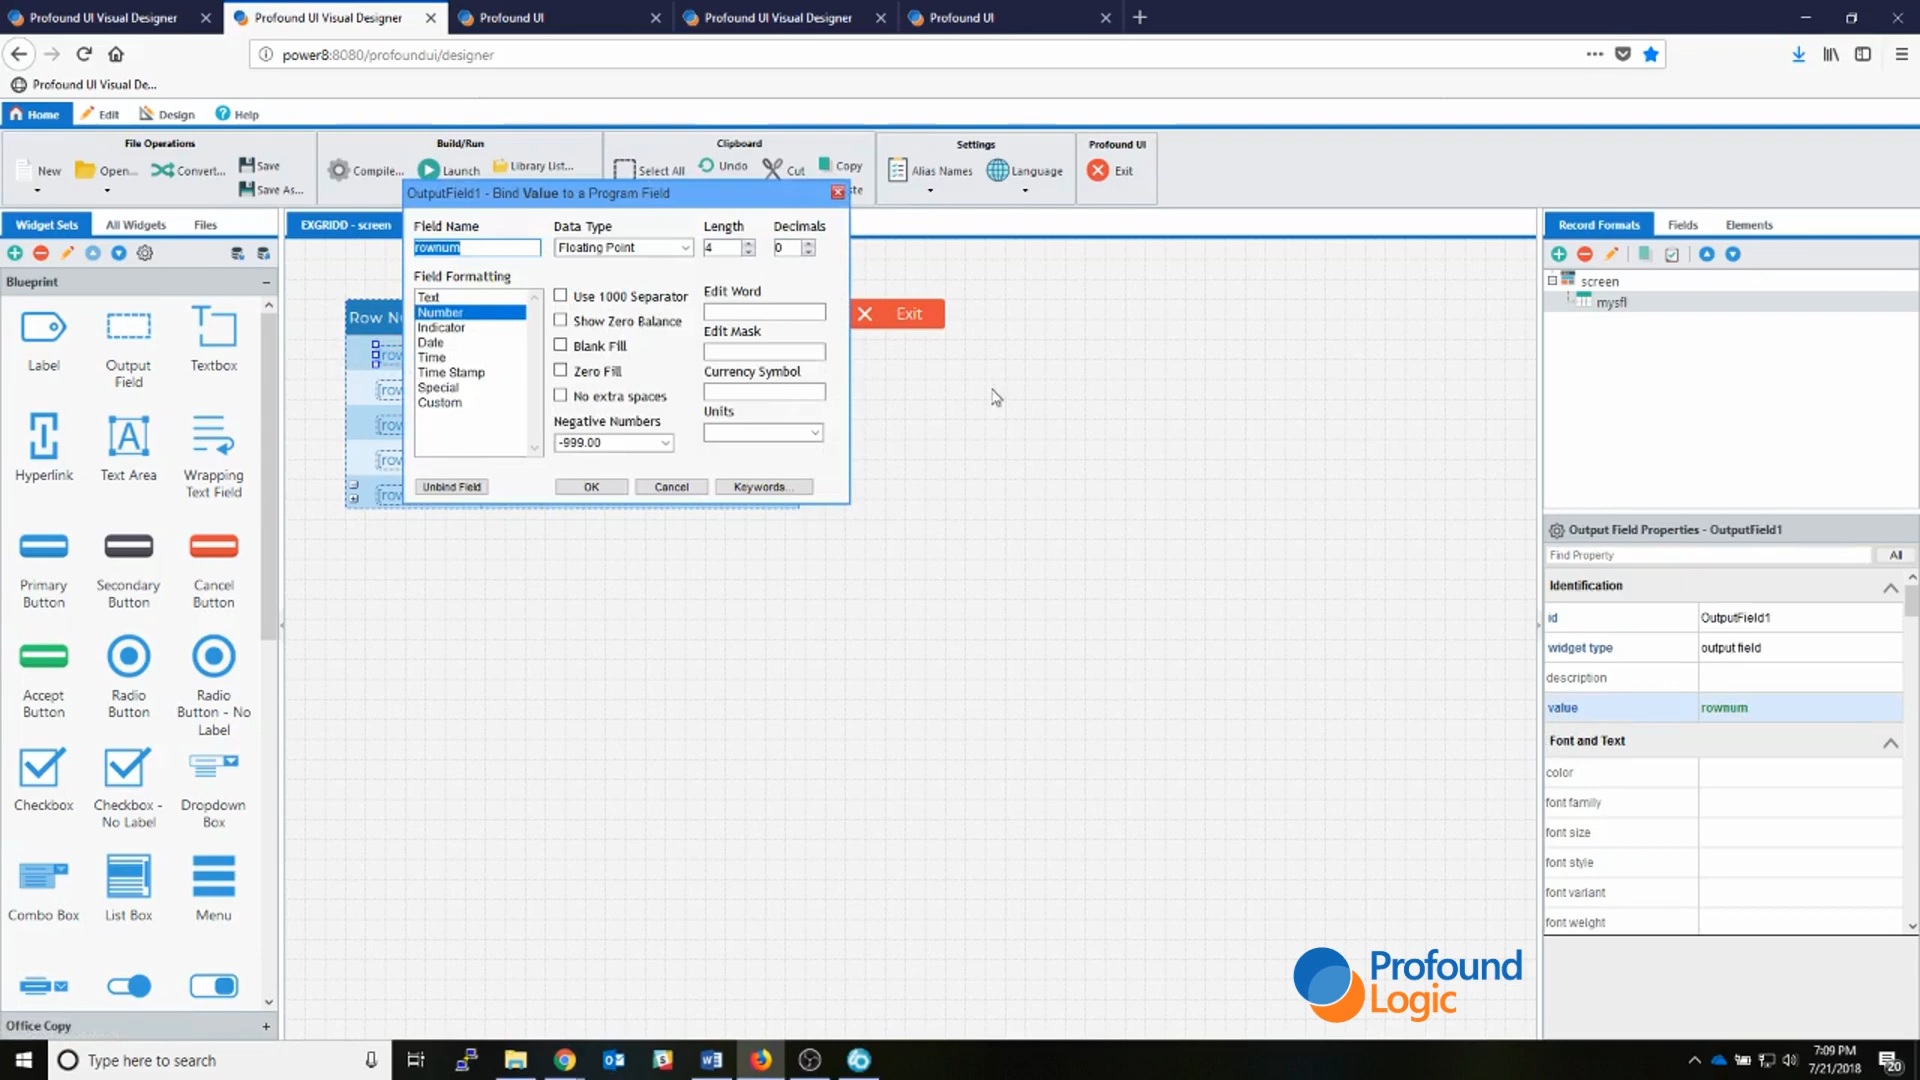 Profound UI Visual Designer
Profound UI Visual Designer
Profound UI
Profound UI Visual Designer
Profound UI
power8:8080/profoundui/designer
Profound UI Visual De...
Home Edit Design Help
File Operations
New Open... Convert... Save
Save As...
Build/Run
Compile... Launch Library List...
Clipboard
Select All Undo Cut Copy
Settings
Alias Names Language
Profound UI
Exit
Widget Sets All Widgets Files
Blueprint
Label Output Field Textbox
Hyperlink Text Area Wrapping Text Field
Primary Button Secondary Button Cancel Button
Accept Button Radio Button Radio Button - No Label
Checkbox Checkbox - No Label Dropdown Box
Combo Box List Box Menu
Office Copy
EXGRIDD - screen
OutputField1 - Bind Value to a Program Field
Field Name Data Type Length Decimals
rownum Floating Point 4 0
Field Formatting
Text
Number
Indicator
Date
Time
Time Stamp
Special
Custom
Use 1000 Separator
Show Zero Balance
Blank Fill
Zero Fill
No extra spaces
Negative Numbers
-999.00
Edit Word
Edit Mask
Currency Symbol
Units
Unbind Field OK Cancel Keywords...
Row N
[row
[row
[row
[row
[row
Exit
Record Formats Fields Elements
screen
mysfl
Output Field Properties - OutputField1
Find Property All
Identification
id OutputField1
widget type output field
description
value rownum
Font and Text
color
font family
font size
font style
font variant
font weight
Profound
Logic
Type here to search
7:09 PM
7/21/2018
20